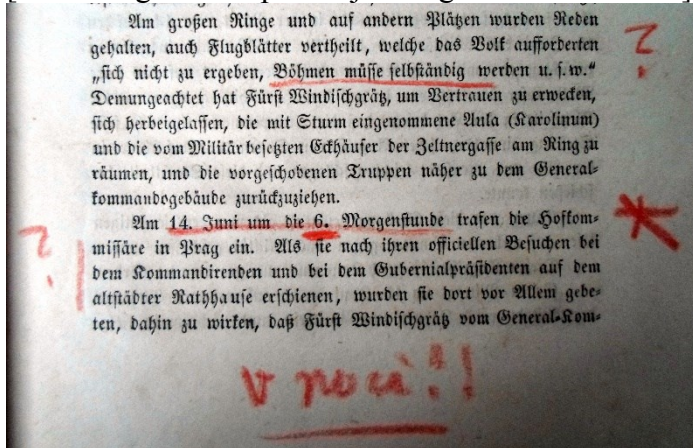 Am großen Ringe und auf andern Plätzen wurden Reden
gehalten, auch Flugblätter vertheilt, welche das Volk aufforderten
„sich nicht zu ergeben, Böhmen müsse selbständig werden u. s. w.“
Demungeachtet hat Fürst Windischgrätz, um Vertrauen zu erwecken,
sich herbeigelassen, die mit Sturm eingenommene Aula (Karolinum)
und die vom Militär besetzten Eckhäuser der Zeltnergasse am Ring zu
räumen, und die vorgeschobenen Truppen näher zu dem General-
kommandogebäude zurückzuziehen.
Am 14. Juni um die 6. Morgenstunde trafen die Hofkom-
missäre in Prag ein. Als sie nach ihren officiellen Besuchen bei
dem Kommandirenden und bei dem Gubernialpräsidenten auf dem
altstädter Rathhause erschienen, wurden sie dort vor Allem gebe-
ten, dahin zu wirken, daß Fürst Windischgrätz vom General-Kom-
?
?
*
v noci!!